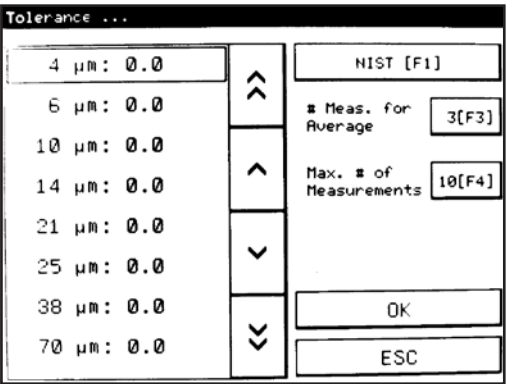 Tolerance ...
4 µm: 0.0
6 µm: 0.0
10 µm: 0.0
14 µm: 0.0
21 µm: 0.0
25 µm: 0.0
38 µm: 0.0
70 µm: 0.0
NIST [F1]
# Meas. for
Average
3[F3]
Max. # of
Measurements
10[F4]
OK
ESC